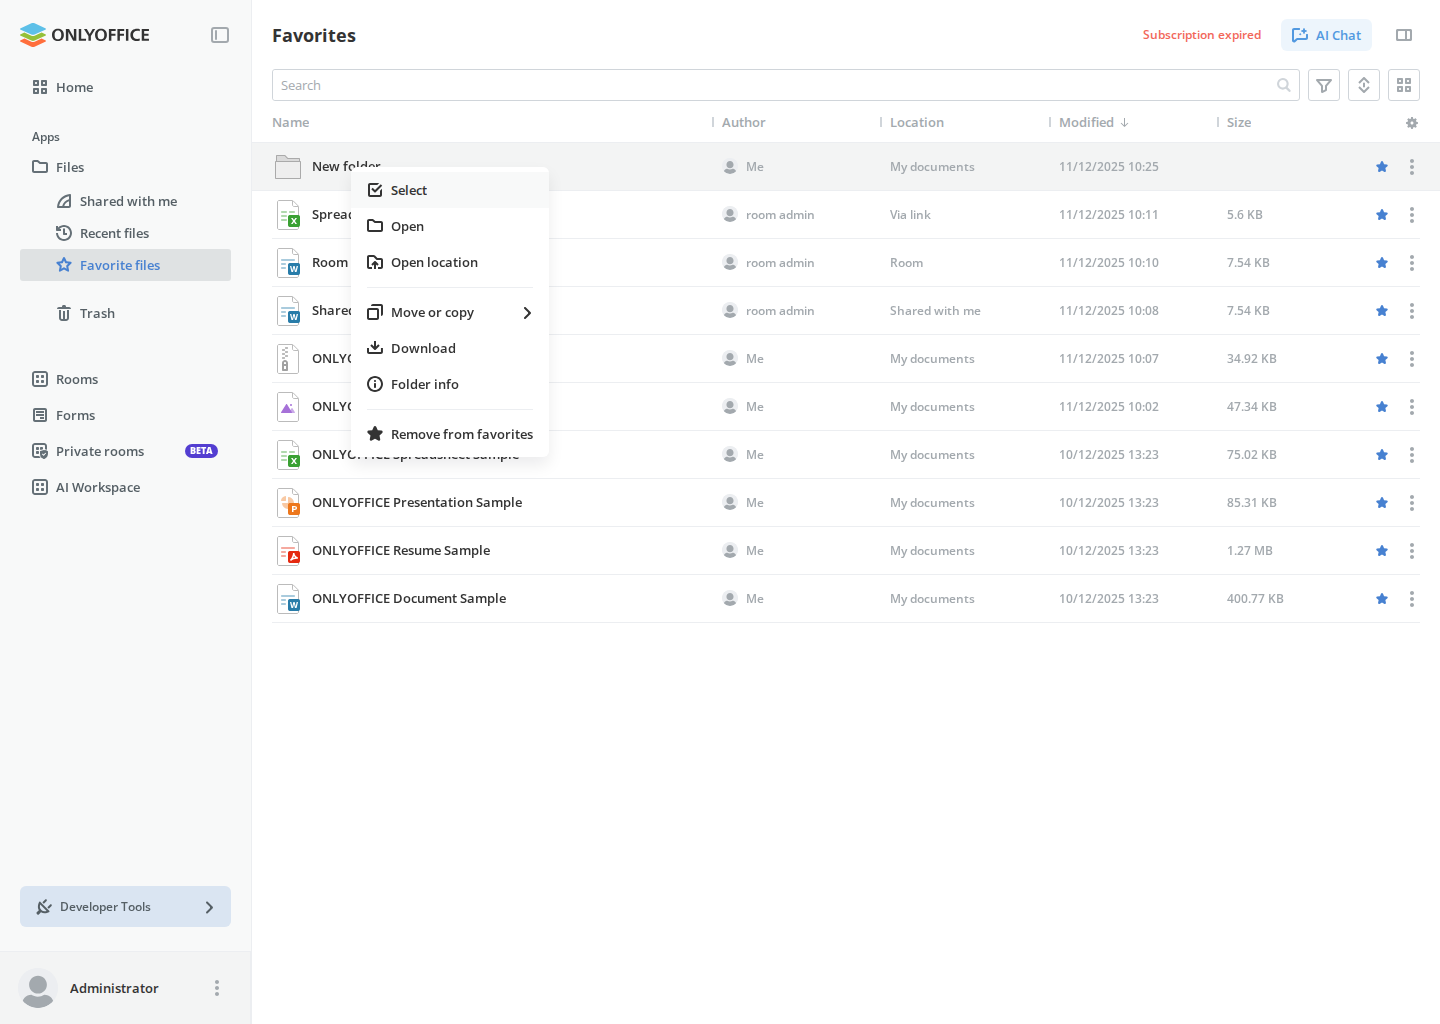 ONLYOFFICE
Home
Apps
Files
Shared with me
Recent files
Favorite files
Trash
Rooms
Forms
Private rooms BETA
AI Workspace
Developer Tools
Administrator
Favorites
Subscription expired
AI Chat
Search
Name Author Location Modified Size
New folder Me My documents 11/12/2025 10:25
room admin Via link 11/12/2025 10:11 5.6 KB
Room room admin Room 11/12/2025 10:10 7.54 KB
Shared room admin Shared with me 11/12/2025 10:08 7.54 KB
Me My documents 11/12/2025 10:07 34.92 KB
Me My documents 11/12/2025 10:02 47.34 KB
ONLYOFFICE Spreadsheet Sample Me My documents 10/12/2025 13:23 75.02 KB
ONLYOFFICE Presentation Sample Me My documents 10/12/2025 13:23 85.31 KB
ONLYOFFICE Resume Sample Me My documents 10/12/2025 13:23 1.27 MB
ONLYOFFICE Document Sample Me My documents 10/12/2025 13:23 400.77 KB
Select
Open
Open location
Move or copy
Download
Folder info
Remove from favorites